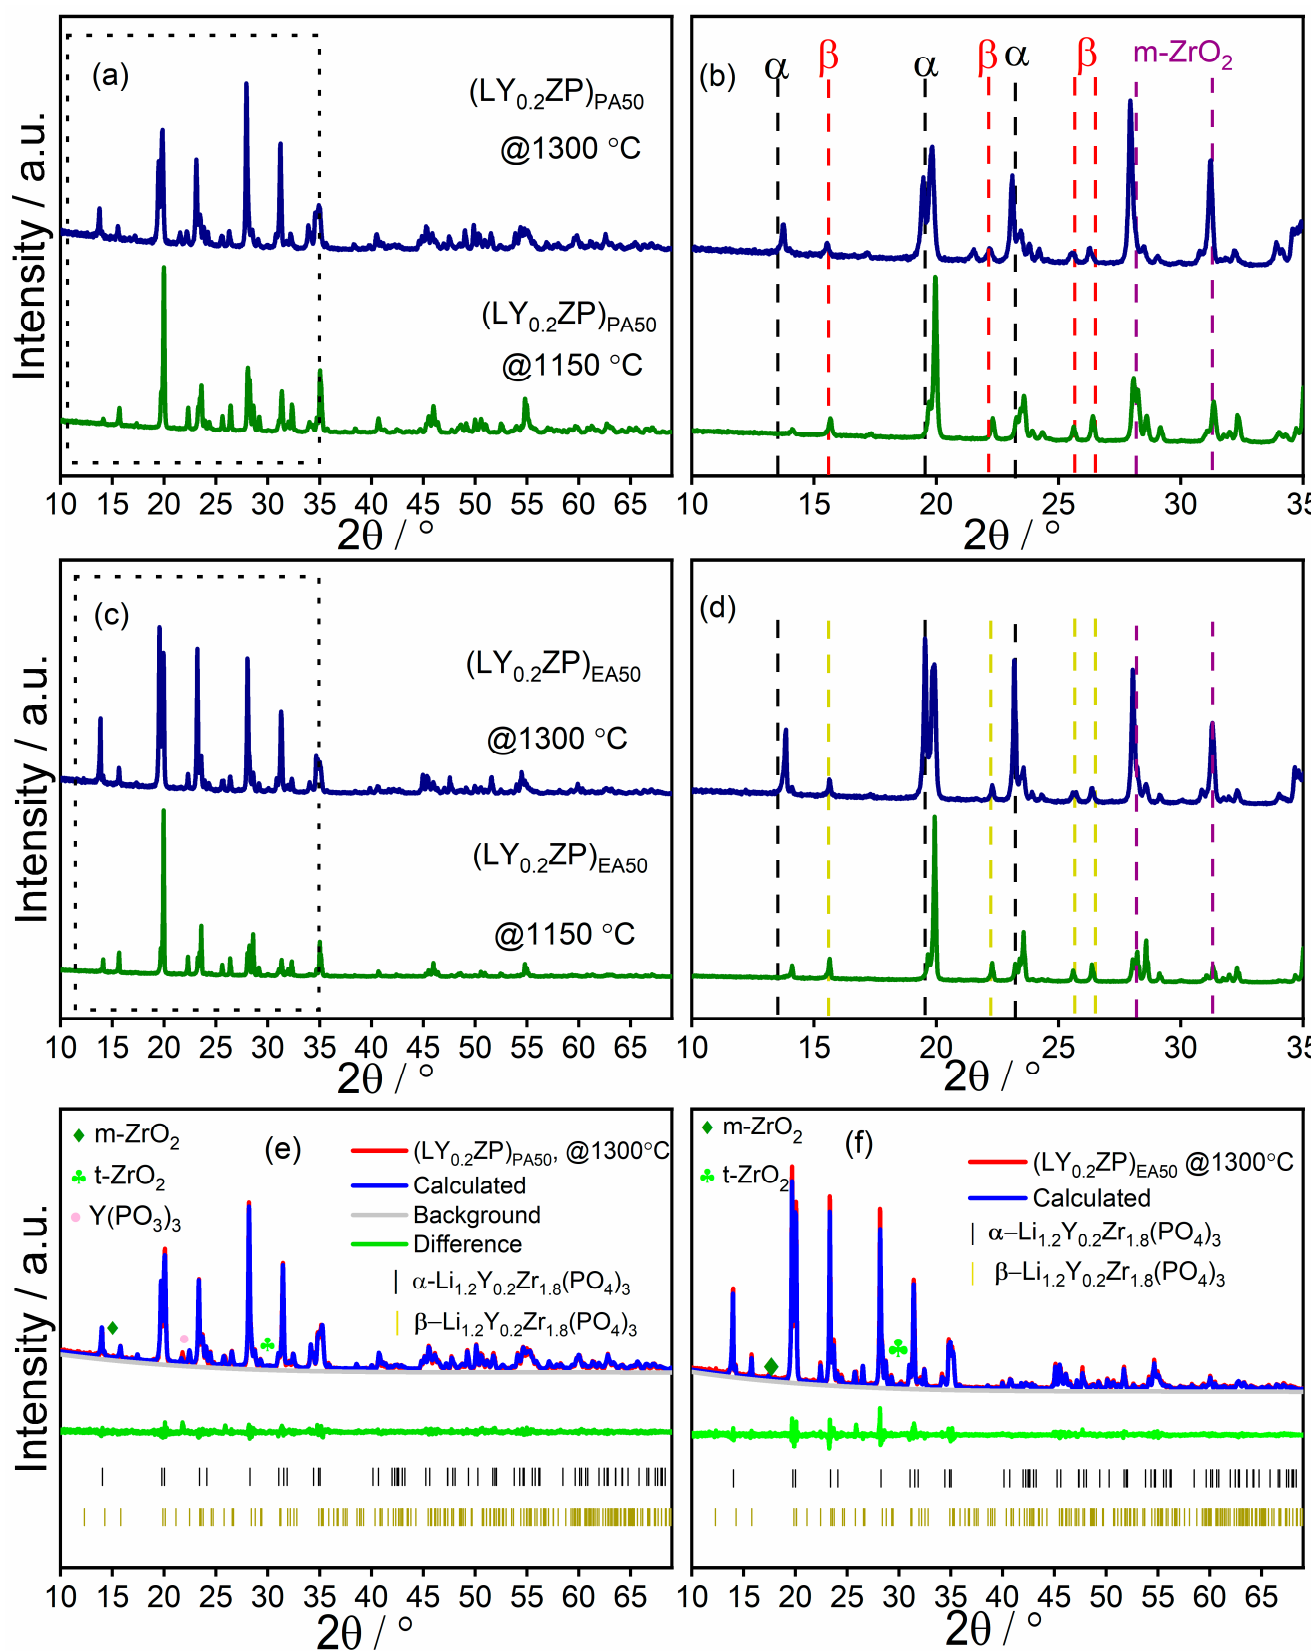 (a)
(LY0.2ZP)PA50
@1300 °C
(LY0.2ZP)PA50
@1150 °C
Intensity / a.u.
10 15 20 25 30 35 40 45 50 55 60 65
2θ / °
(b)
α β α β α β m-ZrO2
10 15 20 25 30 35
2θ / °
(c)
(LY0.2ZP)EA50
@1300 °C
(LY0.2ZP)EA50
@1150 °C
Intensity / a.u.
10 15 20 25 30 35 40 45 50 55 60 65
2θ / °
(d)
10 15 20 25 30 35
2θ / °
(e)
m-ZrO2
t-ZrO2
Y(PO3)3
(LY0.2ZP)PA50, @1300°C
Calculated
Background
Difference
α-Li1.2Y0.2Zr1.8(PO4)3
β–Li1.2Y0.2Zr1.8(PO4)3
Intensity / a.u.
10 15 20 25 30 35 40 45 50 55 60 65
2θ / °
(f)
m-ZrO2
t-ZrO2
(LY0.2ZP)EA50 @1300°C
Calculated
α–Li1.2Y0.2Zr1.8(PO4)3
β–Li1.2Y0.2Zr1.8(PO4)3
10 15 20 25 30 35 40 45 50 55 60 65
2θ / °